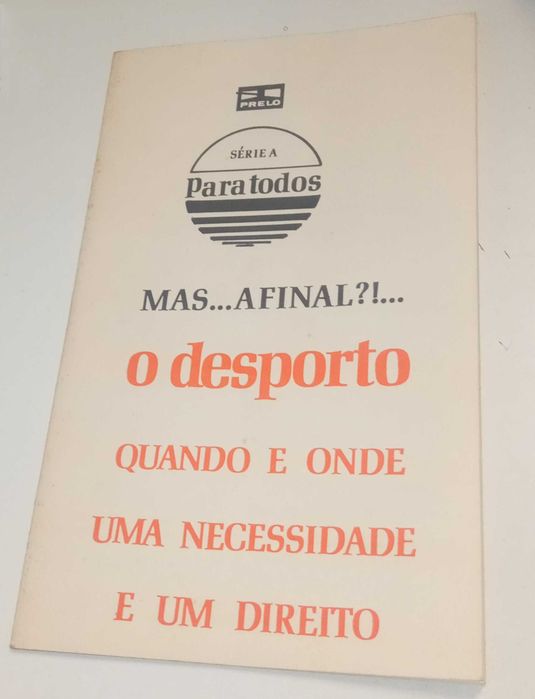 PRELO
SÉRIE A
Para todos
MAS...AFINAL?!...
o desporto
QUANDO E ONDE
UMA NECESSIDADE
E UM DIREITO